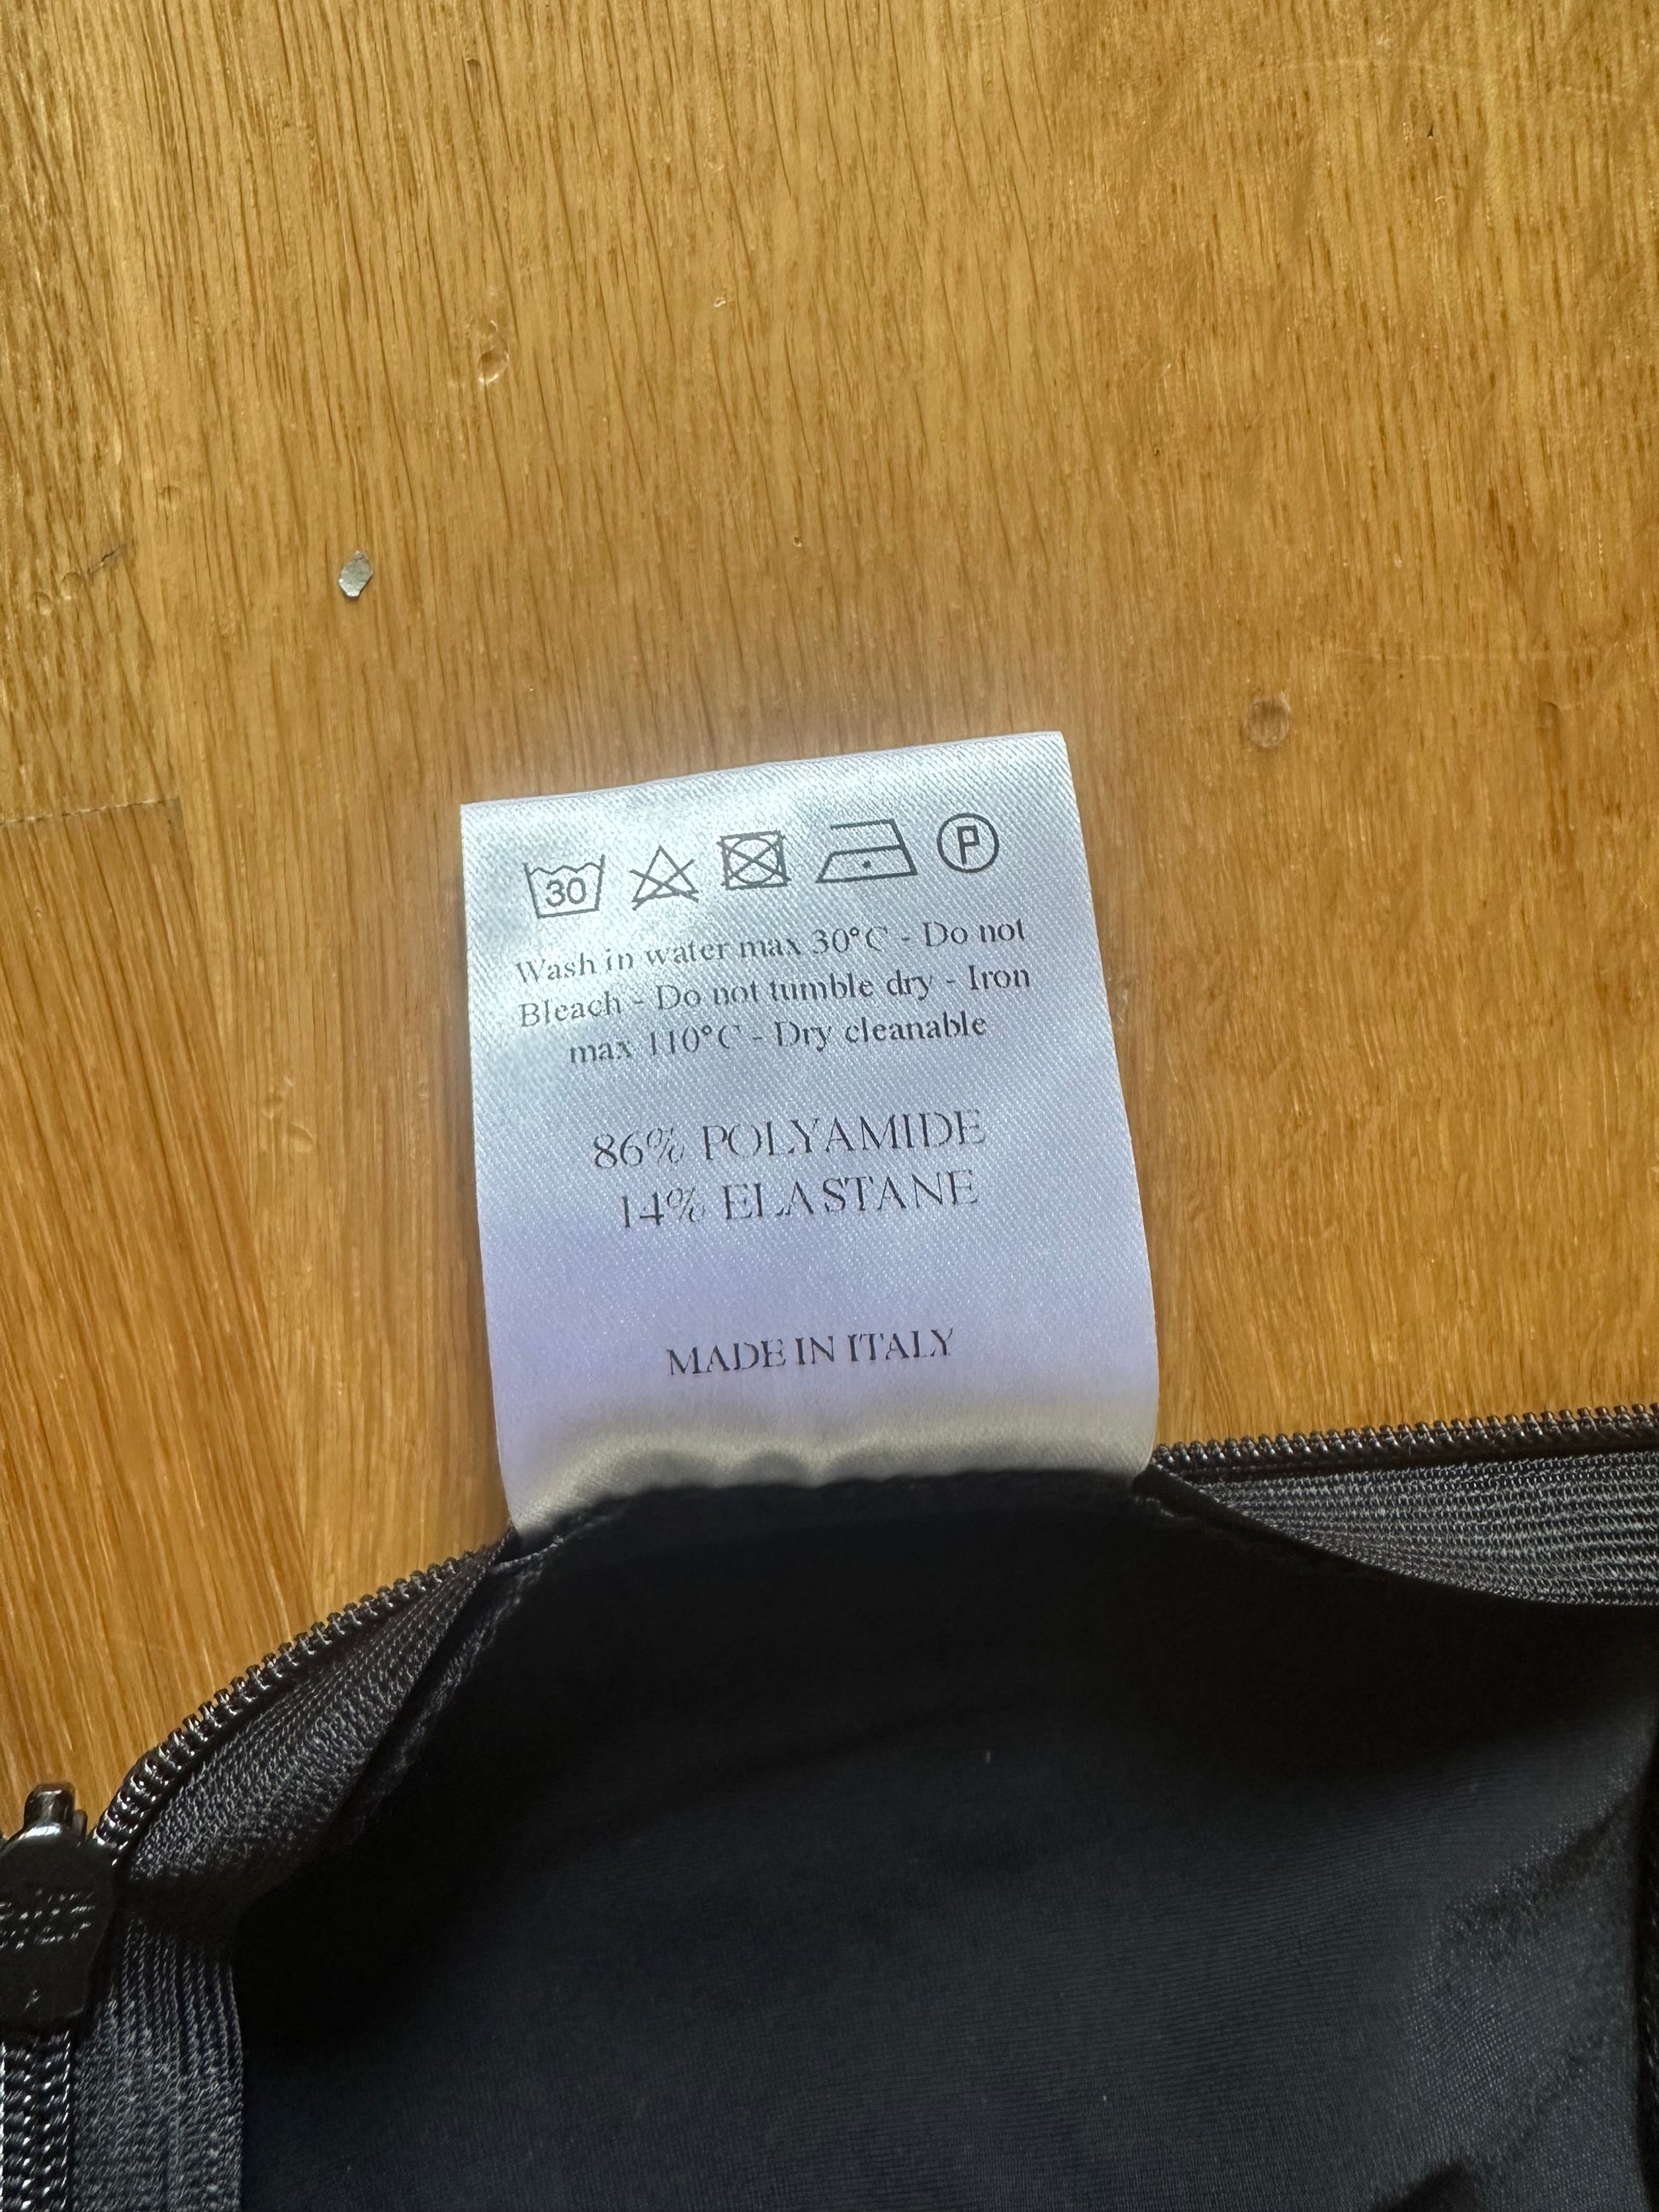 30 P
Wash in water max 30°C - Do not
Bleach - Do not tumble dry - Iron
max 110°C - Dry cleanable
86% POLYAMIDE
14% ELASTANE
MADE IN ITALY